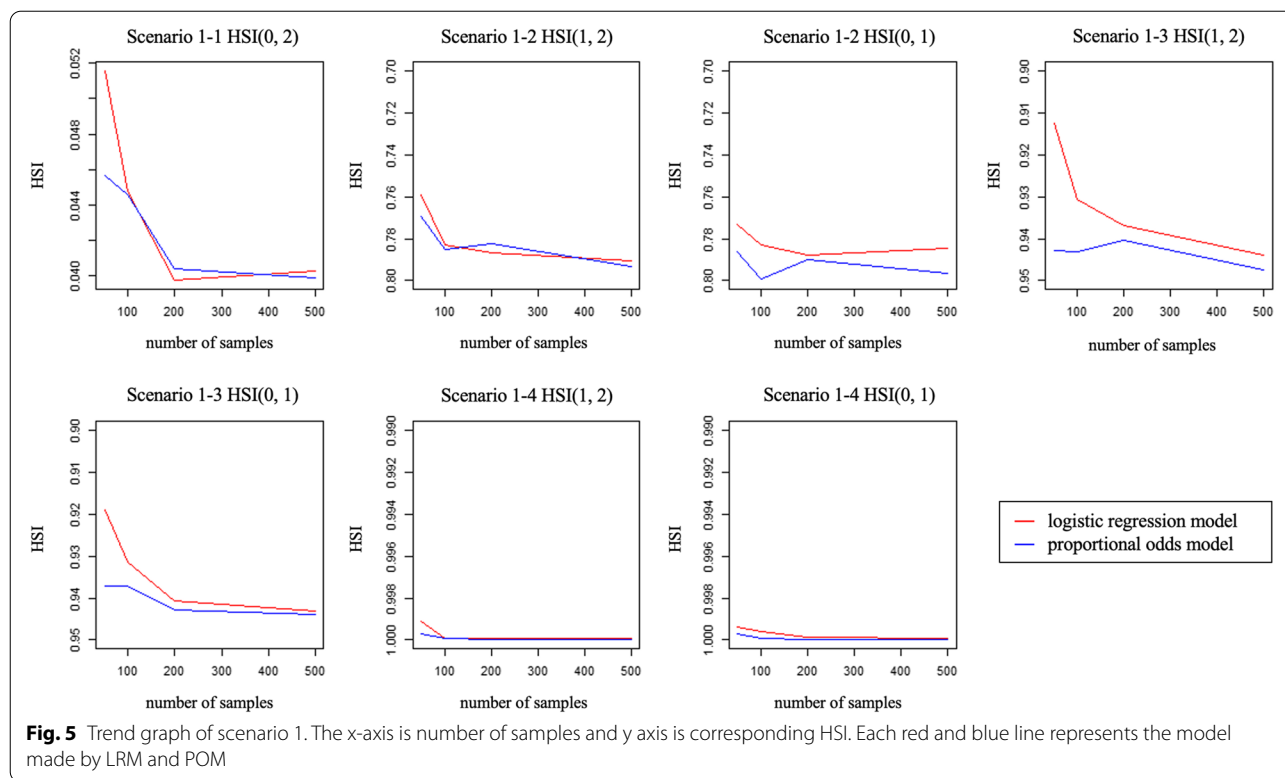 Scenario 1-1 HSI(0, 2)
Scenario 1-2 HSI(1, 2)
Scenario 1-2 HSI(0, 1)
Scenario 1-3 HSI(1, 2)
HSI
0.040
0.044
0.048
0.052
100 200 300 400 500
number of samples
HSI
0.70
0.72
0.74
0.76
0.78
0.80
100 200 300 400 500
number of samples
HSI
0.70
0.72
0.74
0.76
0.78
0.80
100 200 300 400 500
number of samples
HSI
0.90
0.91
0.92
0.93
0.94
0.95
100 200 300 400 500
number of samples
Scenario 1-3 HSI(0, 1)
Scenario 1-4 HSI(1, 2)
Scenario 1-4 HSI(0, 1)
HSI
0.90
0.91
0.92
0.93
0.94
0.95
100 200 300 400 500
number of samples
HSI
0.990
0.992
0.994
0.996
0.998
1.000
100 200 300 400 500
number of samples
HSI
0.990
0.992
0.994
0.996
0.998
1.000
100 200 300 400 500
number of samples
logistic regression model
proportional odds model
Fig. 5 Trend graph of scenario 1. The x-axis is number of samples and y axis is corresponding HSI. Each red and blue line represents the model
made by LRM and POM